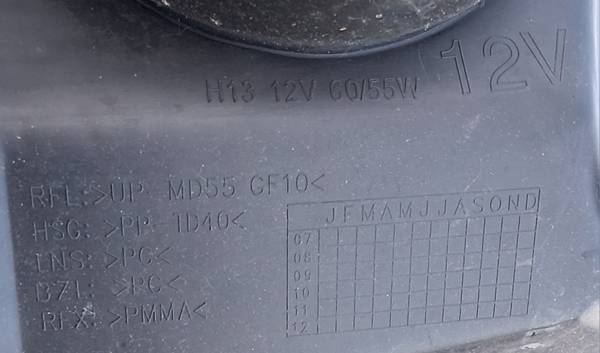 12V
H13 12V 60/55W
RFL: >UP MD55 GF10<
HSG: >PP-TD40<
LNS: >PC<
BZL: >PC<
RFX: >PMMA<
J F M A M J J A S O N D
07
08
09
10
11
12